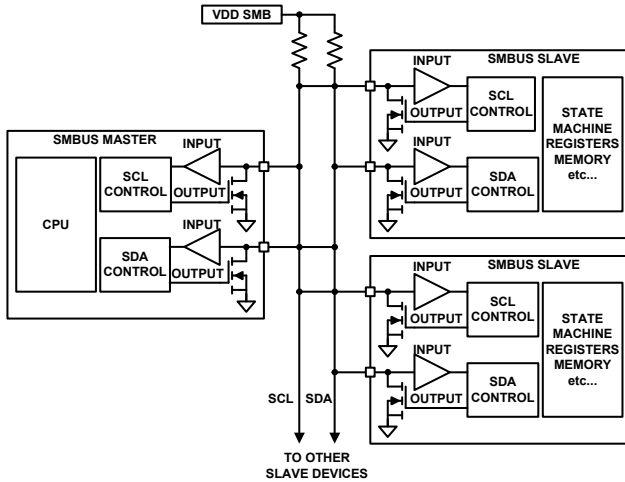 VDD SMB
SMBUS MASTER
CPU
SCL
CONTROL
INPUT
OUTPUT
SDA
CONTROL
INPUT
OUTPUT
SMBUS SLAVE
INPUT
OUTPUT
SCL
CONTROL
INPUT
OUTPUT
SDA
CONTROL
STATE
MACHINE
REGISTERS
MEMORY
etc...
SMBUS SLAVE
INPUT
OUTPUT
SCL
CONTROL
INPUT
OUTPUT
SDA
CONTROL
STATE
MACHINE
REGISTERS
MEMORY
etc...
SCL SDA
TO OTHER
SLAVE DEVICES